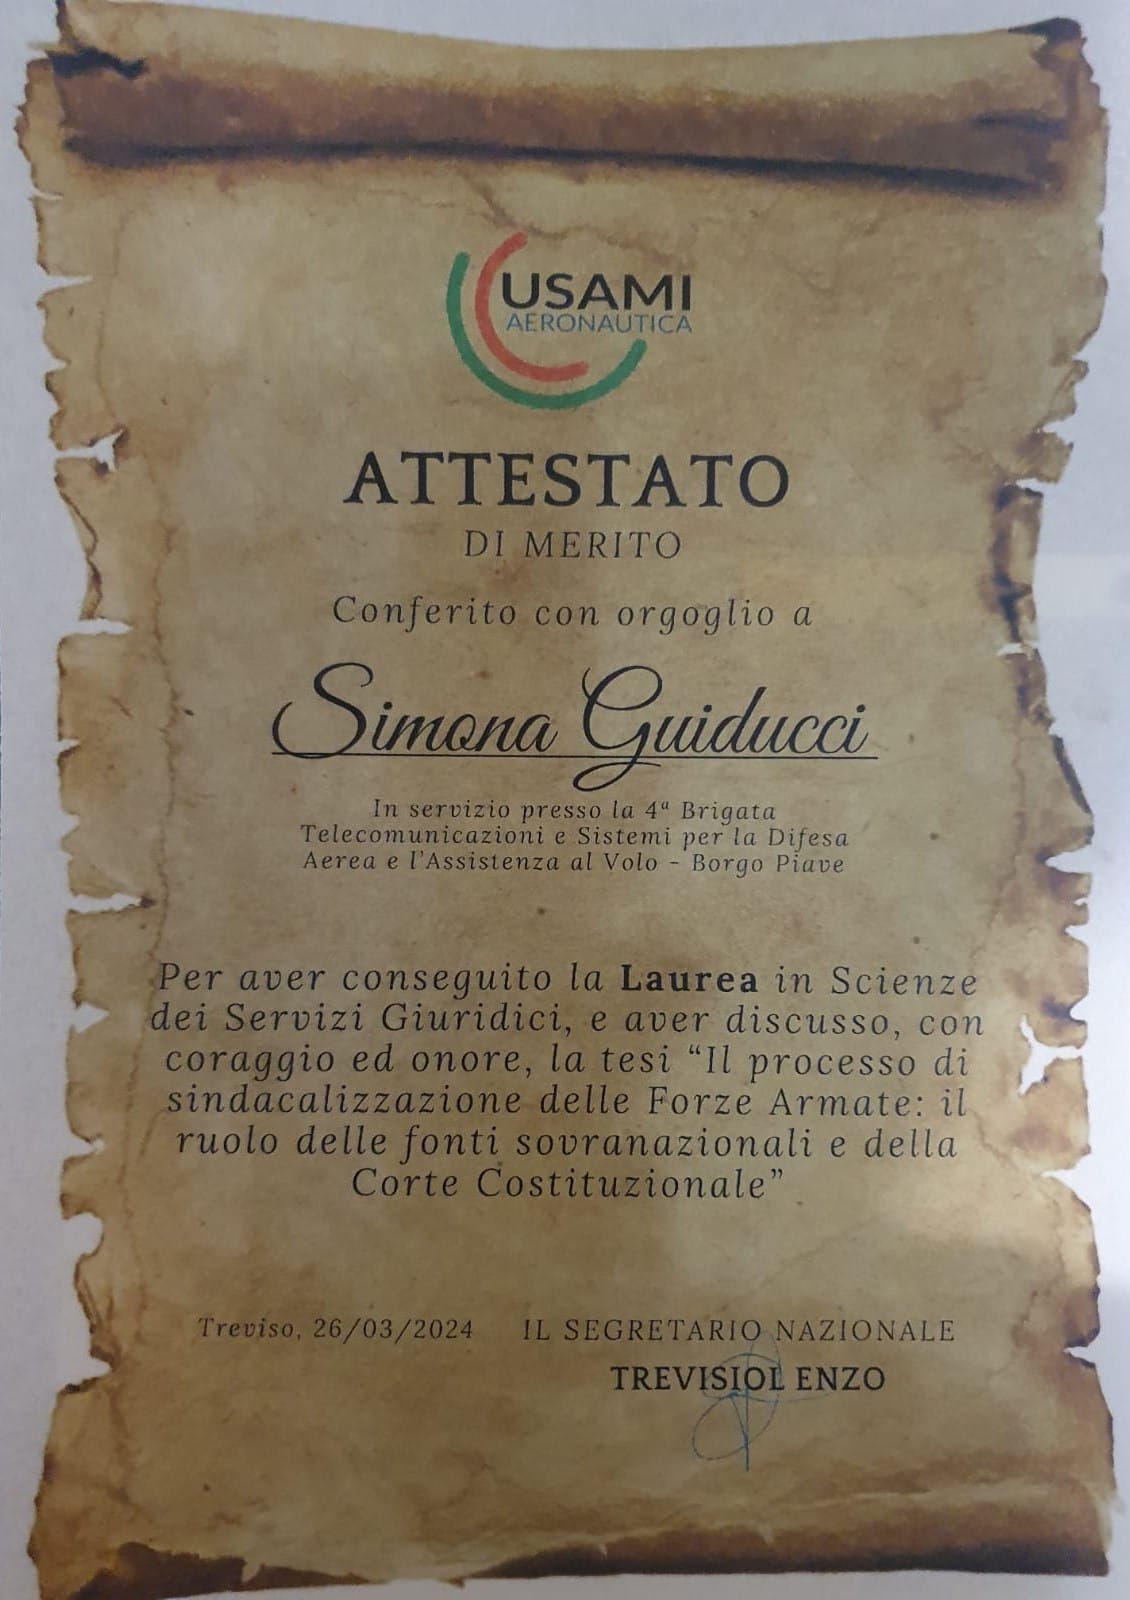 USAMI
AERONAUTICA
ATTESTATO
DI MERITO
Conferito con orgoglio a
Simona Guiducci
In servizio presso la 4ª Brigata
Telecomunicazioni e Sistemi per la Difesa
Aerea e l'Assistenza al Volo - Borgo Piave
Per aver conseguito la Laurea in Scienze
dei Servizi Giuridici, e aver discusso, con
coraggio ed onore, la tesi “Il processo di
sindacalizzazione delle Forze Armate: il
ruolo delle fonti sovranazionali e della
Corte Costituzionale”
Treviso, 26/03/2024 IL SEGRETARIO NAZIONALE
TREVISIOL ENZO